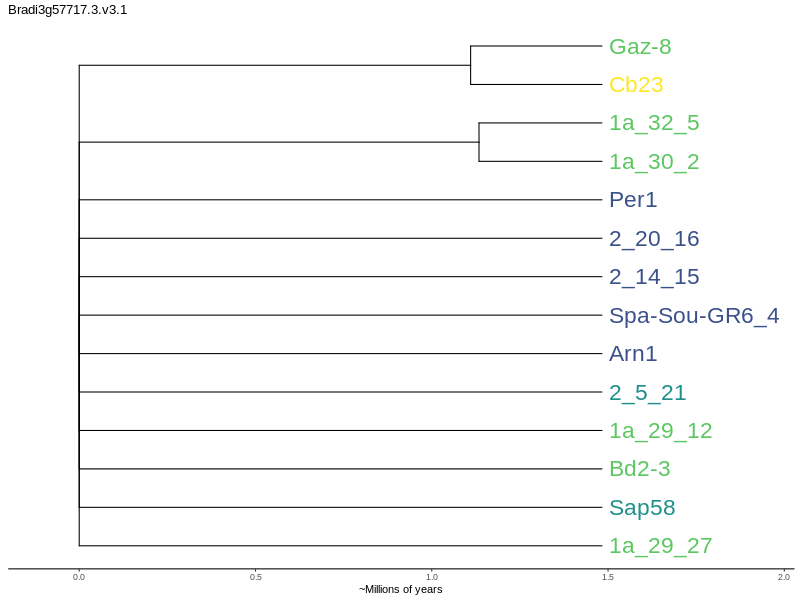 Bradi3g57717.3.v3.1
Gaz-8
Cb23
1a_32_5
1a_30_2
Per1
2_20_16
2_14_15
Spa-Sou-GR6_4
Arn1
2_5_21
1a_29_12
Bd2-3
Sap58
1a_29_27
0.0 0.5 1.0 1.5 2.0
~Millions of years